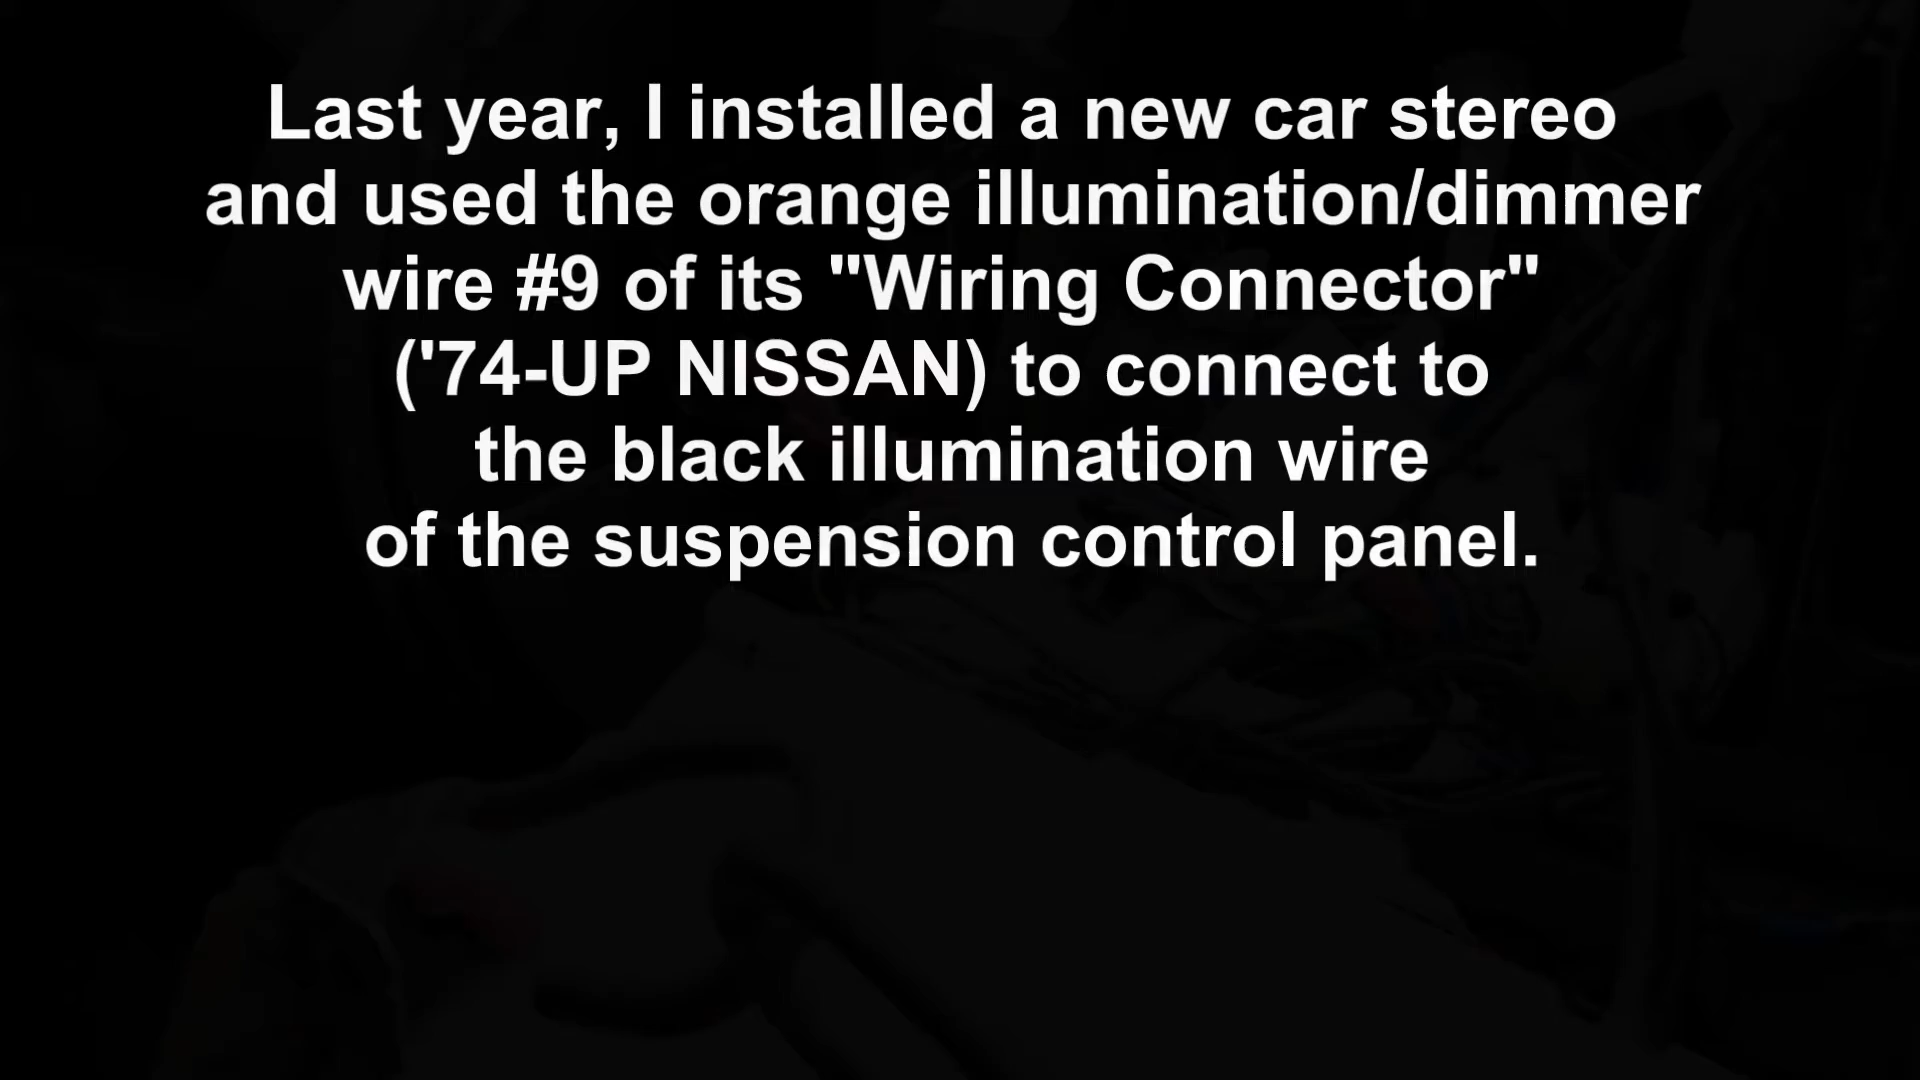 Last year, I installed a new car stereo
and used the orange illumination/dimmer
wire #9 of its "Wiring Connector"
('74-UP NISSAN) to connect to
the black illumination wire
of the suspension control panel.